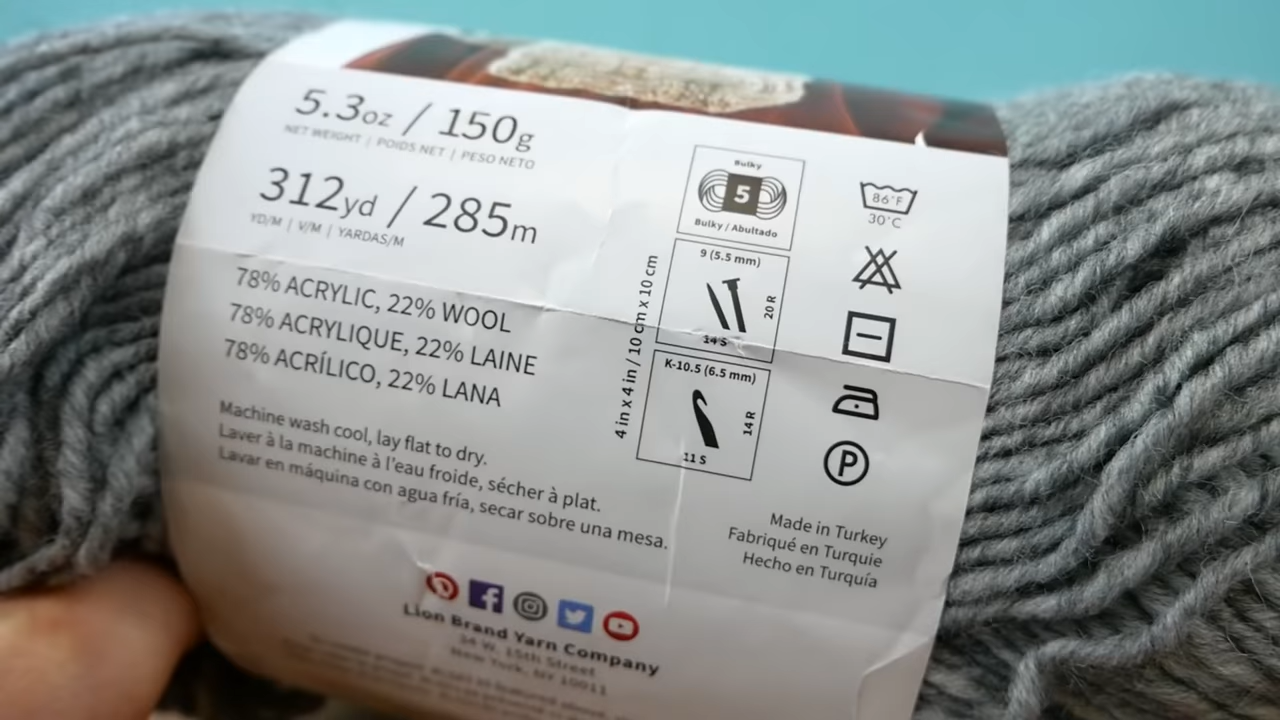 5.3oz / 150g
NET WEIGHT | POIDS NET | PESO NETO
312yd / 285m
YD/M | V/M | YARDAS/M
78% ACRYLIC, 22% WOOL
78% ACRYLIQUE, 22% LAINE
78% ACRÍLICO, 22% LANA
Machine wash cool, lay flat to dry.
Laver à la machine à l'eau froide, sécher à plat.
Lavar en máquina con agua fría, secar sobre una mesa.
Bulky
5
Bulky / Abultado
4 in x 4 in / 10 cm x 10 cm
9 (5.5 mm)
20 R
14 S
K-10.5 (6.5 mm)
14 R
11 S
86°F
30°C
P
Made in Turkey
Fabriqué en Turquie
Hecho en Turquía
Lion Brand Yarn Company
34 W. 15th Street
New York, NY 10011